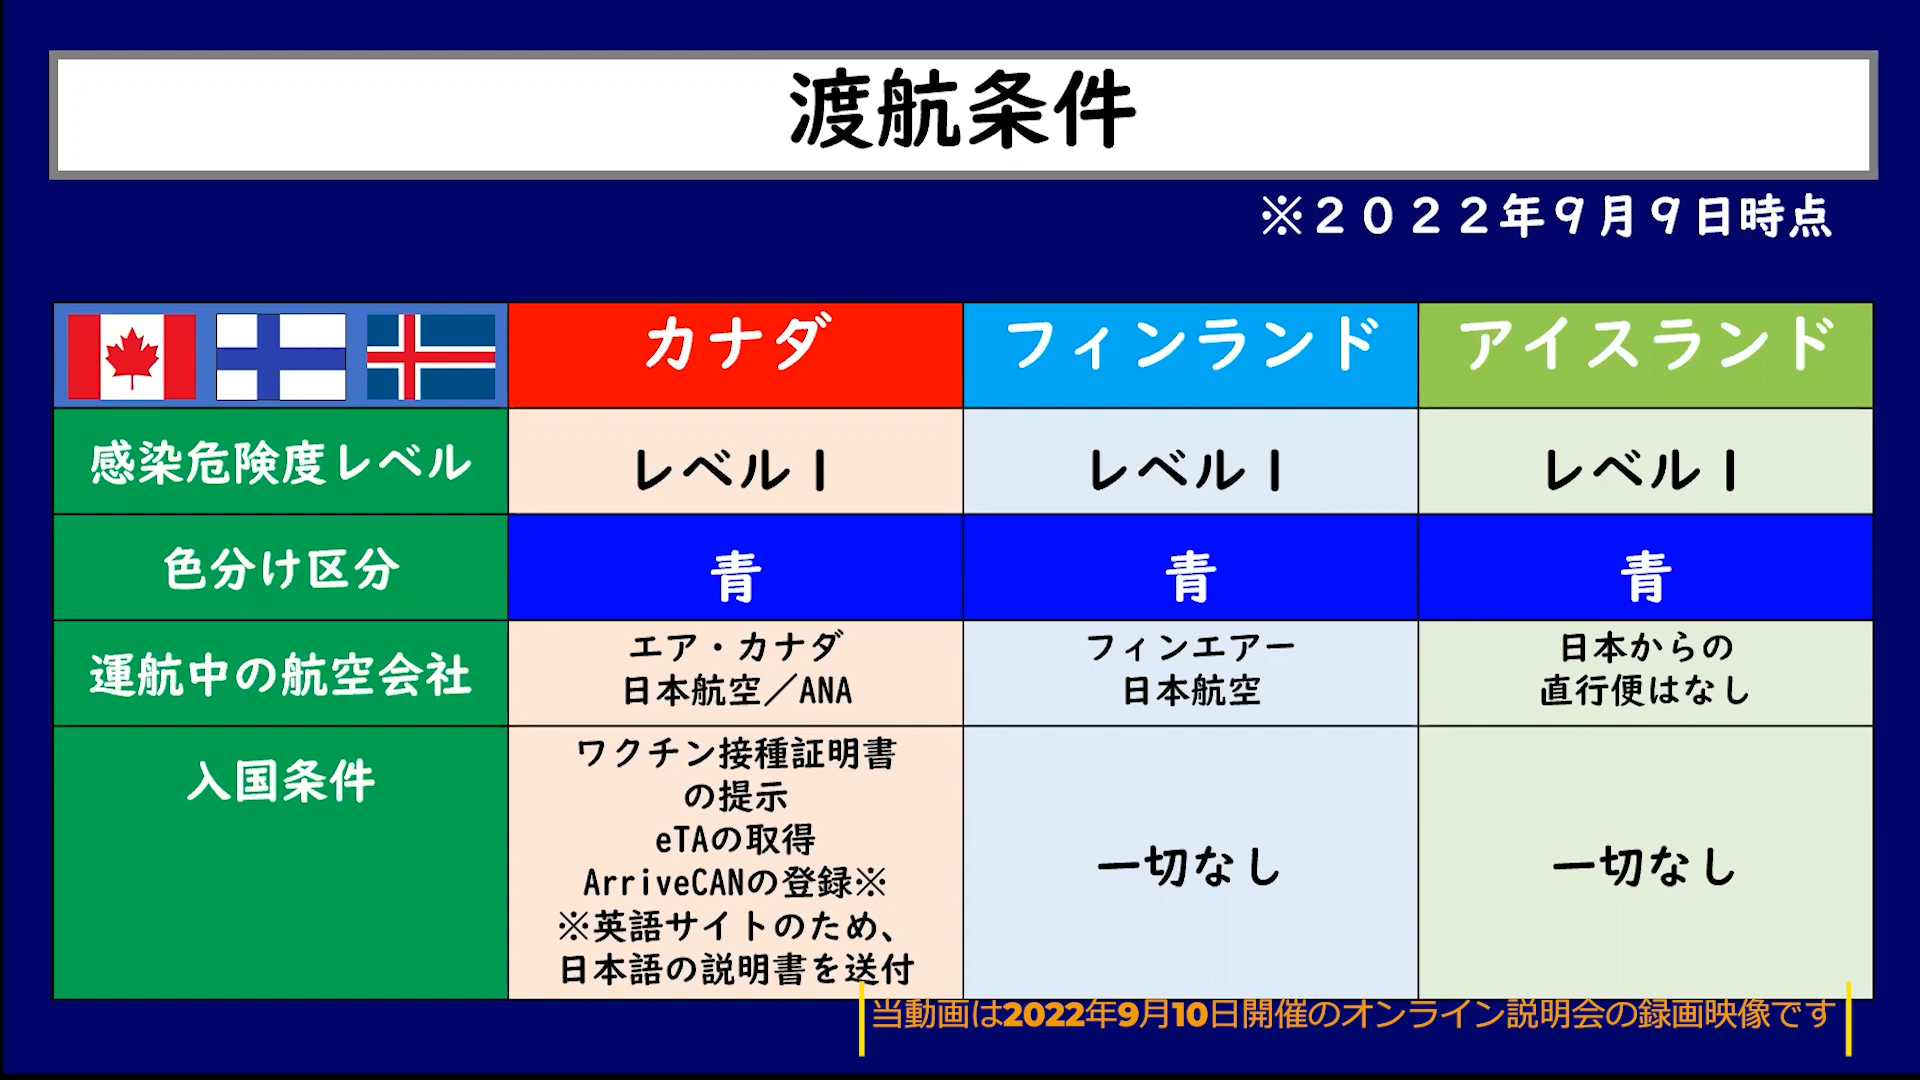 渡航条件
※２０２２年９月９日時点
カナダ
フィンランド
アイスランド
感染危険度レベル
レベル１
レベル１
レベル１
色分け区分
青
青
青
運航中の航空会社
エア・カナダ
日本航空／ANA
フィンエアー
日本航空
日本からの
直行便はなし
入国条件
ワクチン接種証明書
の提示
eTAの取得
ArriveCANの登録※
※英語サイトのため、
日本語の説明書を送付
一切なし
一切なし
当動画は2022年9月10日開催のオンライン説明会の録画映像です